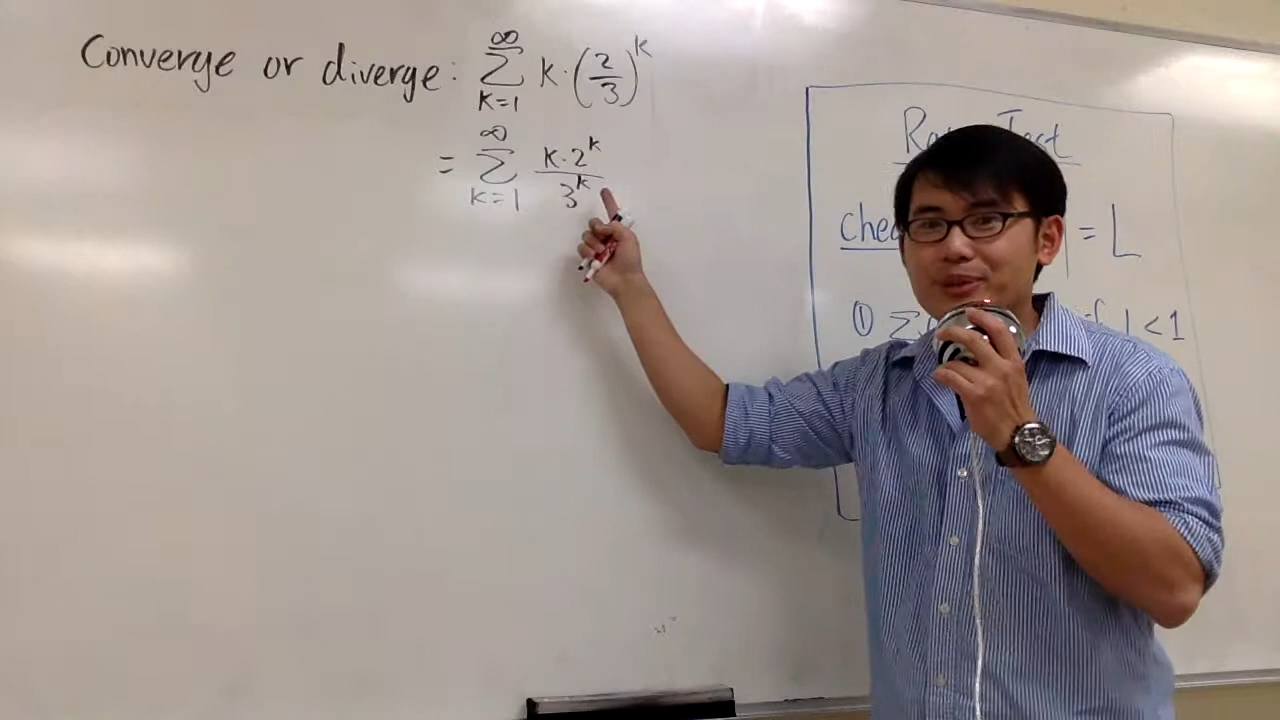 Converge or diverge: ∞ Σ k=1 k·(2/3)^k
= ∞ Σ k=1 k·2^k / 3^k
= L
① Σ < 1